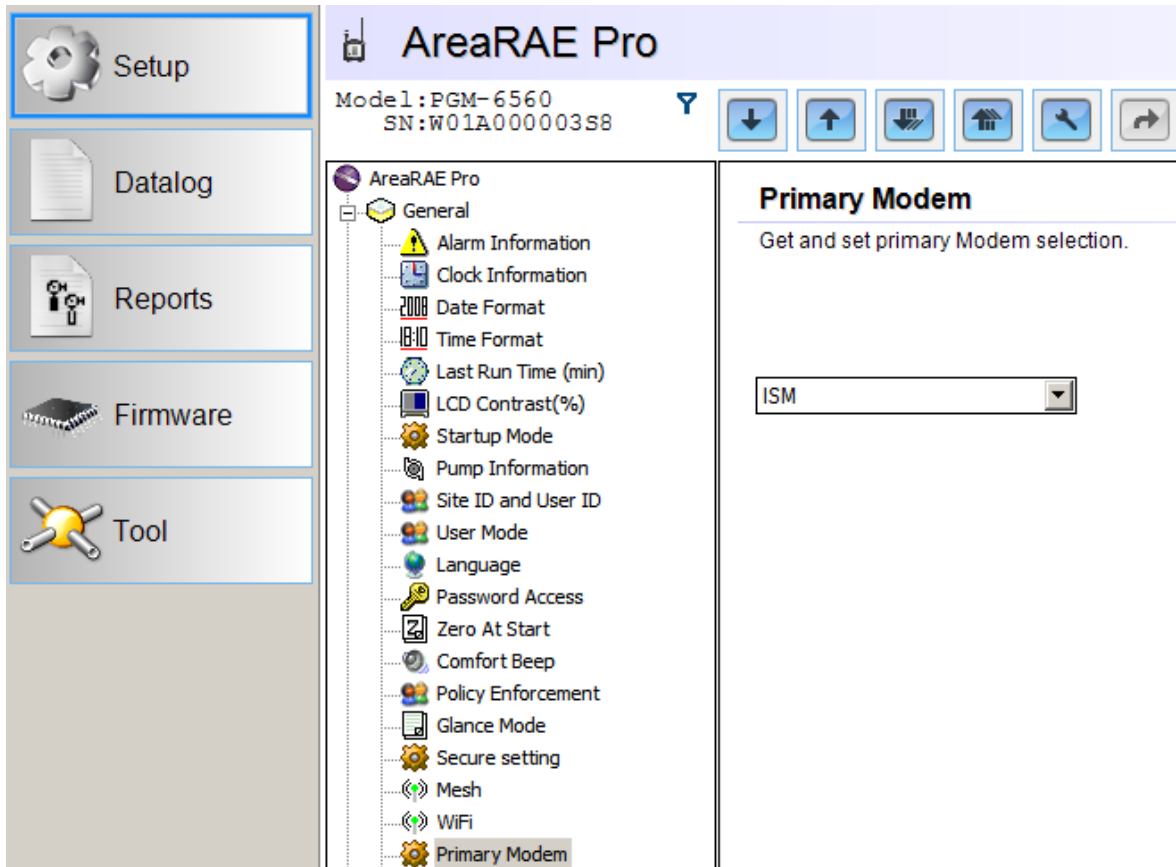 Setup
Datalog
Reports
Firmware
Tool
AreaRAE Pro
Model:PGM-6560
SN:W01A000003S8
AreaRAE Pro
General
Alarm Information
Clock Information
2008 Date Format
18:10 Time Format
Last Run Time (min)
LCD Contrast(%)
Startup Mode
Pump Information
Site ID and User ID
User Mode
Language
Password Access
Z Zero At Start
Comfort Beep
Policy Enforcement
Glance Mode
Secure setting
Mesh
WiFi
Primary Modem
Primary Modem
Get and set primary Modem selection.
ISM